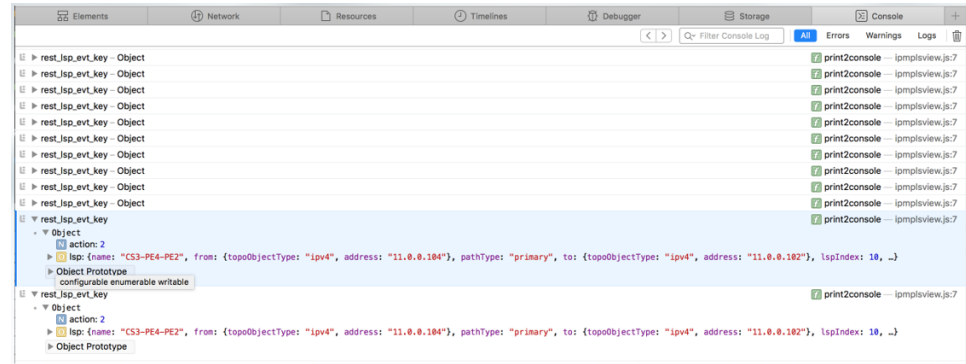 Elements Network Resources Timelines Debugger Storage Console +
< > Filter Console Log All Errors Warnings Logs
rest_lsp_evt_key – Object print2console — ipmplsview.js:7
rest_lsp_evt_key – Object print2console — ipmplsview.js:7
rest_lsp_evt_key – Object print2console — ipmplsview.js:7
rest_lsp_evt_key – Object print2console — ipmplsview.js:7
rest_lsp_evt_key – Object print2console — ipmplsview.js:7
rest_lsp_evt_key – Object print2console — ipmplsview.js:7
rest_lsp_evt_key – Object print2console — ipmplsview.js:7
rest_lsp_evt_key – Object print2console — ipmplsview.js:7
rest_lsp_evt_key – Object print2console — ipmplsview.js:7
rest_lsp_evt_key – Object print2console — ipmplsview.js:7
rest_lsp_evt_key print2console — ipmplsview.js:7
Object
N action: 2
lsp: {name: "CS3-PE4-PE2", from: {topoObjectType: "ipv4", address: "11.0.0.104"}, pathType: "primary", to: {topoObjectType: "ipv4", address: "11.0.0.102"}, lspIndex: 10, …}
Object Prototype
configurable enumerable writable
rest_lsp_evt_key print2console — ipmplsview.js:7
Object
N action: 2
lsp: {name: "CS3-PE4-PE2", from: {topoObjectType: "ipv4", address: "11.0.0.104"}, pathType: "primary", to: {topoObjectType: "ipv4", address: "11.0.0.102"}, lspIndex: 10, …}
Object Prototype